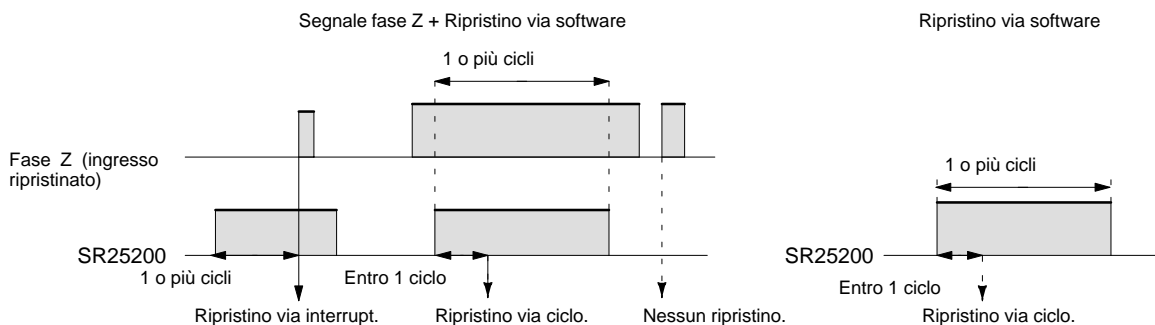 Segnale fase Z + Ripristino via software
Ripristino via software
1 o più cicli
Fase Z (ingresso
ripristinato)
1 o più cicli
SR25200
SR25200
1 o più cicli
Entro 1 ciclo
Entro 1 ciclo
Ripristino via interrupt.
Ripristino via ciclo.
Nessun ripristino.
Ripristino via ciclo.